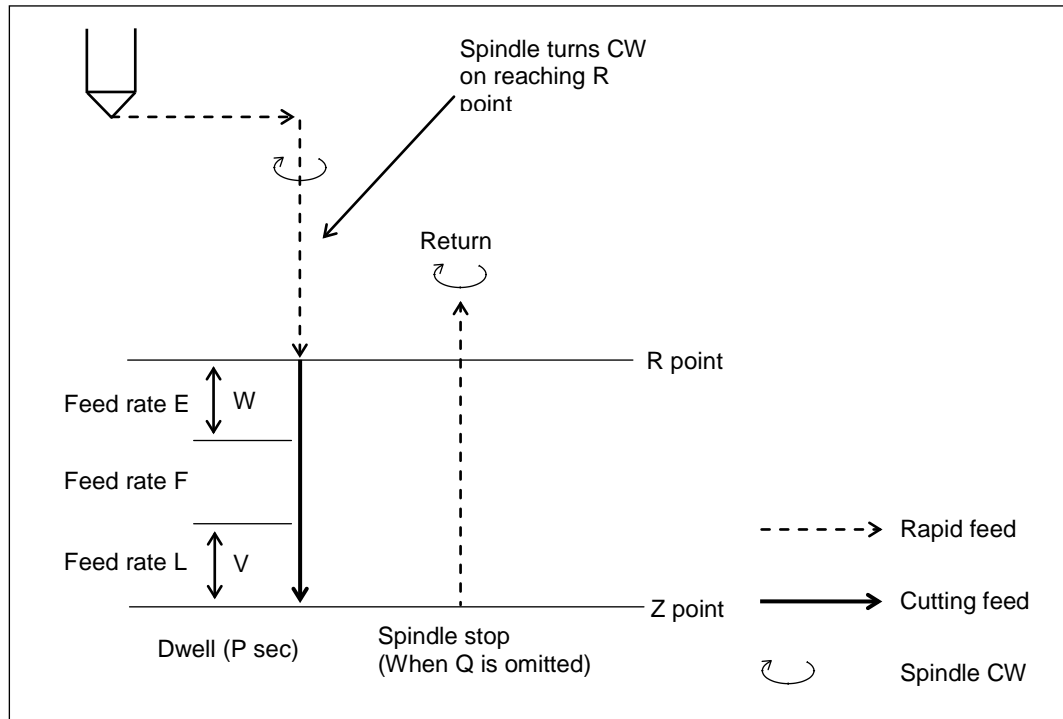 Spindle turns CW
on reaching R
point
Return
R point
Feed rate E
W
Feed rate F
Feed rate L
V
Z point
Dwell (P sec)
Spindle stop
(When Q is omitted)
Rapid feed
Cutting feed
Spindle CW